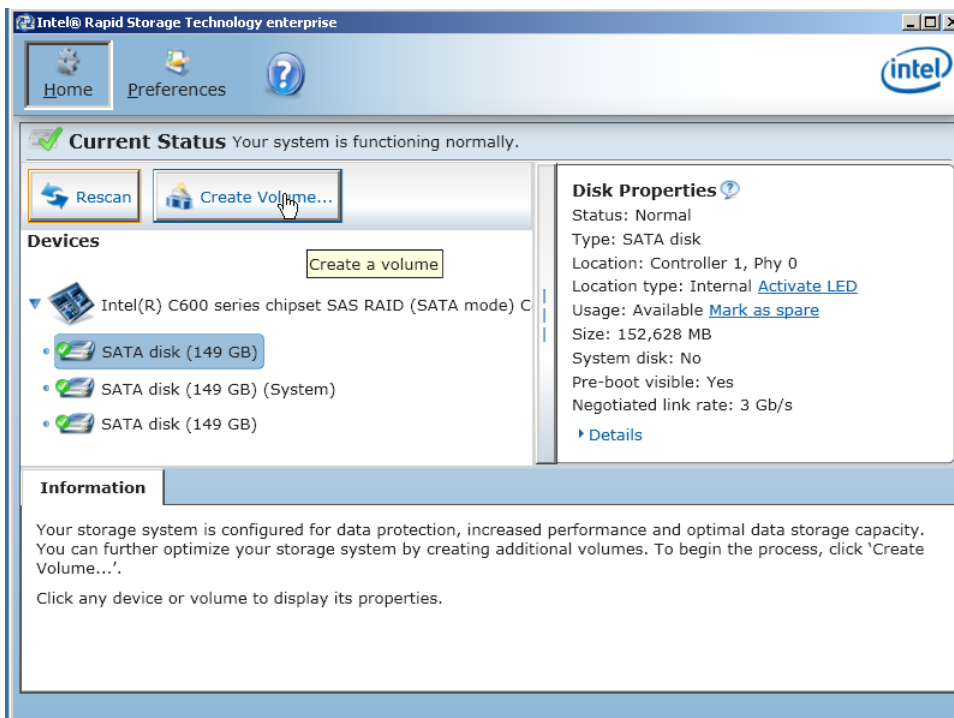 Intel® Rapid Storage Technology enterprise
Home
Preferences
?
intel
Current Status Your system is functioning normally.
Rescan
Create Volume...
Devices
Create a volume
Intel(R) C600 series chipset SAS RAID (SATA mode) C
SATA disk (149 GB)
SATA disk (149 GB) (System)
SATA disk (149 GB)
Disk Properties ?
Status: Normal
Type: SATA disk
Location: Controller 1, Phy 0
Location type: Internal Activate LED
Usage: Available Mark as spare
Size: 152,628 MB
System disk: No
Pre-boot visible: Yes
Negotiated link rate: 3 Gb/s
Details
Information
Your storage system is configured for data protection, increased performance and optimal data storage capacity.
You can further optimize your storage system by creating additional volumes. To begin the process, click ‘Create
Volume...’.
Click any device or volume to display its properties.